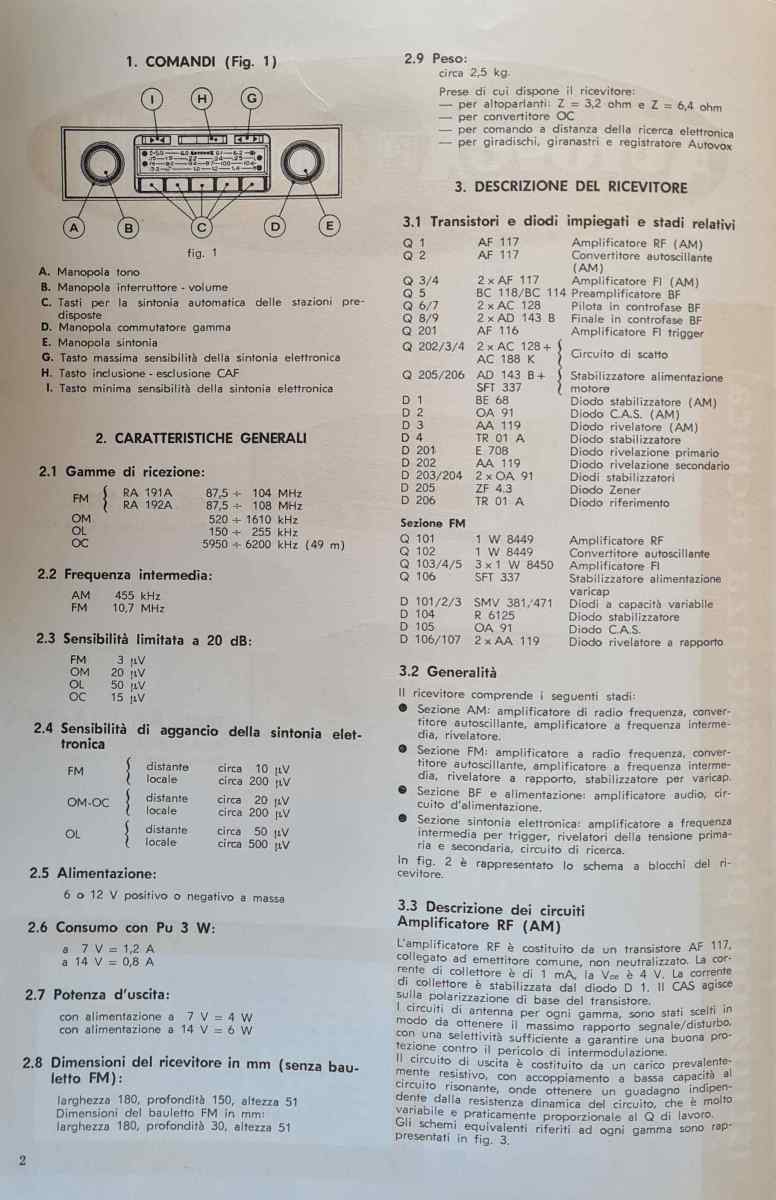 1. COMANDI (Fig. 1)
I
H
G
A
B
C
D
E
fig. 1
A. Manopola tono
B. Manopola interruttore - volume
C. Tasti per la sintonia automatica delle stazioni pre-
disposte
D. Manopola commutatore gamma
E. Manopola sintonia
G. Tasto massima sensibilità della sintonia elettronica
H. Tasto inclusione - esclusione CAF
I. Tasto minima sensibilità della sintonia elettronica
2. CARATTERISTICHE GENERALI
2.1 Gamme di ricezione:
FM { RA 191A 87,5 ÷ 104 MHz
RA 192A 87,5 ÷ 108 MHz
OM 520 ÷ 1610 kHz
OL 150 ÷ 255 kHz
OC 5950 ÷ 6200 kHz (49 m)
2.2 Frequenza intermedia:
AM 455 kHz
FM 10,7 MHz
2.3 Sensibilità limitata a 20 dB:
FM 3 µV
OM 20 µV
OL 50 µV
OC 15 µV
2.4 Sensibilità di aggancio della sintonia elet-
tronica
FM { distante circa 10 µV
locale circa 200 µV
OM-OC { distante circa 20 µV
locale circa 200 µV
OL { distante circa 50 µV
locale circa 500 µV
2.5 Alimentazione:
6 o 12 V positivo o negativo a massa
2.6 Consumo con Pu 3 W:
a 7 V = 1,2 A
a 14 V = 0,8 A
2.7 Potenza d'uscita:
con alimentazione a 7 V = 4 W
con alimentazione a 14 V = 6 W
2.8 Dimensioni del ricevitore in mm (senza bau-
letto FM):
larghezza 180, profondità 150, altezza 51
Dimensioni del bauletto FM in mm:
larghezza 180, profondità 30, altezza 51
2
2.9 Peso:
circa 2,5 kg.
Prese di cui dispone il ricevitore:
— per altoparlanti: Z = 3,2 ohm e Z = 6,4 ohm
— per convertitore OC
— per comando a distanza della ricerca elettronica
— per giradischi, giranastri e registratore Autovox
3. DESCRIZIONE DEL RICEVITORE
3.1 Transistori e diodi impiegati e stadi relativi
Q 1 AF 117 Amplificatore RF (AM)
Q 2 AF 117 Convertitore autoscillante
(AM)
Q 3/4 2 x AF 117 Amplificatore FI (AM)
Q 5 BC 118/BC 114 Preamplificatore BF
Q 6/7 2 x AC 128 Pilota in controfase BF
Q 8/9 2 x AD 143 B Finale in controfase BF
Q 201 AF 116 Amplificatore FI trigger
Q 202/3/4 2 x AC 128 + { Circuito di scatto
AC 188 K
Q 205/206 AD 143 B + { Stabilizzatore alimentazione
SFT 337 motore
D 1 BE 68 Diodo stabilizzatore (AM)
D 2 OA 91 Diodo C.A.S. (AM)
D 3 AA 119 Diodo rivelatore (AM)
D 4 TR 01 A Diodo stabilizzatore
D 201 E 708 Diodo rivelazione primario
D 202 AA 119 Diodo rivelazione secondario
D 203/204 2 x OA 91 Diodi stabilizzatori
D 205 ZF 4.3 Diodo Zener
D 206 TR 01 A Diodo riferimento
Sezione FM
Q 101 1 W 8449 Amplificatore RF
Q 102 1 W 8449 Convertitore autoscillante
Q 103/4/5 3 x 1 W 8450 Amplificatore FI
Q 106 SFT 337 Stabilizzatore alimentazione
varicap
D 101/2/3 SMV 381/471 Diodi a capacità variabile
D 104 R 6125 Diodo stabilizzatore
D 105 OA 91 Diodo C.A.S.
D 106/107 2 x AA 119 Diodo rivelatore a rapporto
3.2 Generalità
Il ricevitore comprende i seguenti stadi:
● Sezione AM: amplificatore di radio frequenza, conver-
titore autoscillante, amplificatore a frequenza interme-
dia, rivelatore.
● Sezione FM: amplificatore a radio frequenza, conver-
titore autoscillante, amplificatore a frequenza interme-
dia, rivelatore a rapporto, stabilizzatore per varicap.
● Sezione BF e alimentazione: amplificatore audio, cir-
cuito d'alimentazione.
● Sezione sintonia elettronica: amplificatore a frequenza
intermedia per trigger, rivelatori della tensione prima-
ria e secondaria, circuito di ricerca.
In fig. 2 è rappresentato lo schema a blocchi del ri-
cevitore.
3.3 Descrizione dei circuiti
Amplificatore RF (AM)
L'amplificatore RF è costituito da un transistore AF 117,
collegato ad emettitore comune, non neutralizzato. La cor-
rente di collettore è di 1 mA, la Vce è 4 V. La corrente
di collettore è stabilizzata dal diodo D 1. Il CAS agisce
sulla polarizzazione di base del transistore.
I circuiti di antenna per ogni gamma, sono stati scelti in
modo da ottenere il massimo rapporto segnale/disturbo,
con una selettività sufficiente a garantire una buona pro-
tezione contro il pericolo di intermodulazione.
Il circuito di uscita è costituito da un carico prevalente-
mente resistivo, con accoppiamento a bassa capacità al
circuito risonante, onde ottenere un guadagno indipen-
dente dalla resistenza dinamica del circuito, che è molto
variabile e praticamente proporzionale al Q di lavoro.
Gli schemi equivalenti riferiti ad ogni gamma sono rap-
presentati in fig. 3.